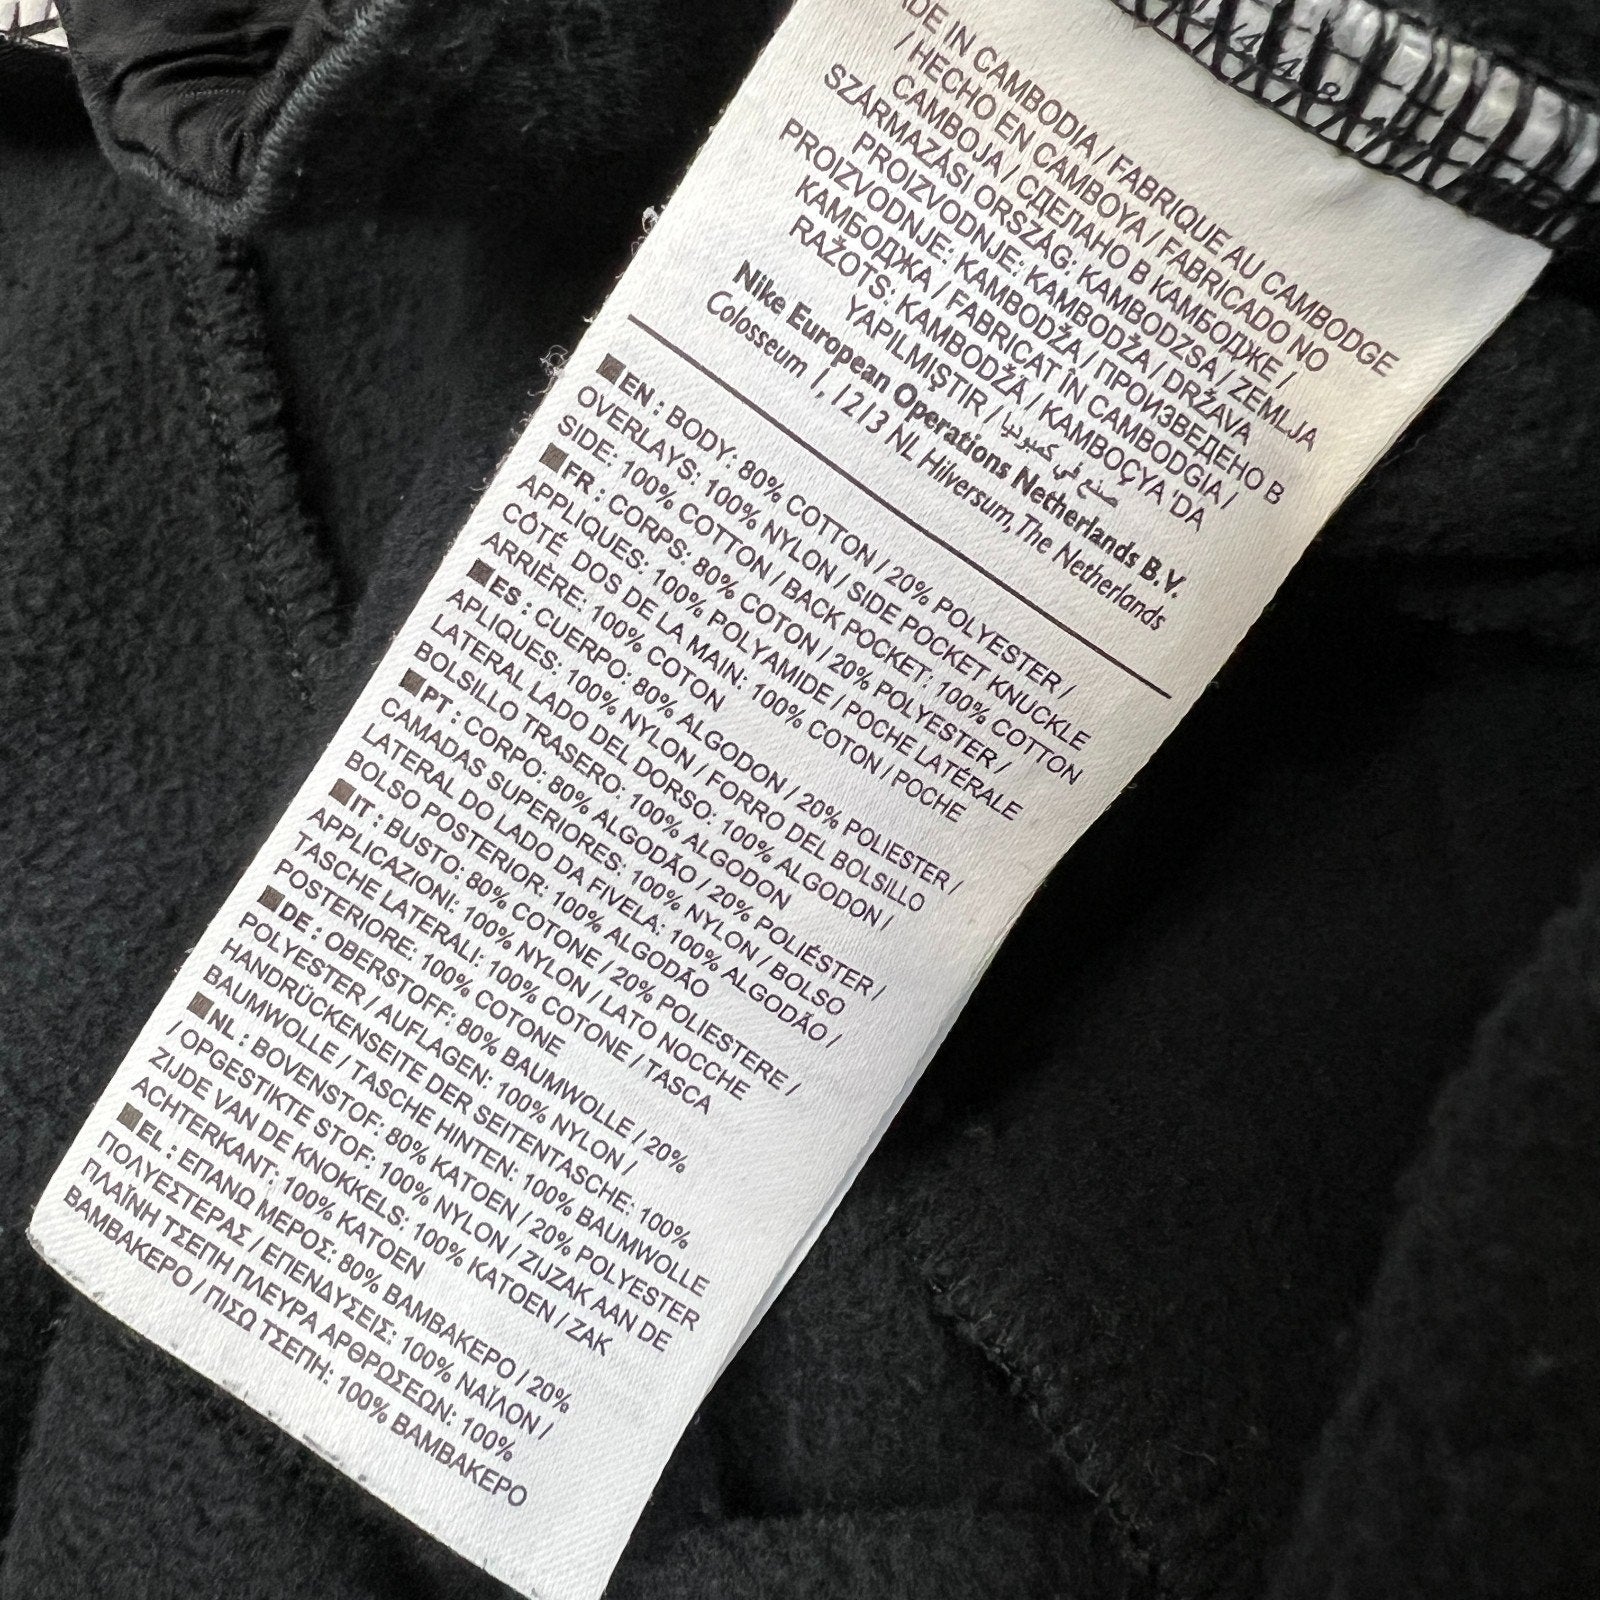 DE IN CAMBODIA / FABRIQUE AU CAMBODGE
/ HECHO EN CAMBOYA / FABRICADO NO
CAMBOJA / СДЕЛАНО В КАМБОДЖЕ /
SZÁRMAZÁSI ORSZÁG: KAMBODZSA / ZEMLJA
PROIZVODNJE: KAMBODŽA / DRŽAVA
PROIZVODNJE: KAMBODŽA / ПРОИЗВЕДЕНО В
КАМБОДЖА / FABRICAT ÎN CAMBODGIA /
RAŽOTS: KAMBODŽĀ / KAMBOÇYA 'DA
YAPILMIŞTIR / صنع في كمبوديا
Nike European Operations Netherlands B.V.
Colosseum 1, 1213 NL Hilversum, The Netherlands
EN : BODY: 80% COTTON / 20% POLYESTER /
OVERLAYS: 100% NYLON / SIDE POCKET KNUCKLE
SIDE: 100% COTTON / BACK POCKET: 100% COTTON
FR : CORPS: 80% COTON / 20% POLYESTER /
APPLIQUES: 100% POLYAMIDE / POCHE LATÉRALE
CÔTÉ DOS DE LA MAIN: 100% COTON / POCHE
ARRIÈRE: 100% COTON
ES : CUERPO: 80% ALGODON / 20% POLIESTER /
APLIQUES: 100% NYLON / FORRO DEL BOLSILLO
LATERAL LADO DEL DORSO: 100% ALGODON /
BOLSILLO TRASERO: 100% ALGODON
PT : CORPO: 80% ALGODÃO / 20% POLIÉSTER /
CAMADAS SUPERIORES: 100% NYLON / BOLSO
LATERAL DO LADO DA FIVELA: 100% ALGODÃO /
BOLSO POSTERIOR: 100% ALGODÃO
IT : BUSTO: 80% COTONE / 20% POLIESTERE /
APPLICAZIONI: 100% NYLON / LATO NOCCHE
TASCHE LATERALI: 100% COTONE / TASCA
POSTERIORE: 100% COTONE
DE : OBERSTOFF: 80% BAUMWOLLE / 20%
POLYESTER / AUFLAGEN: 100% NYLON /
HANDRÜCKENSEITE DER SEITENTASCHE: 100%
BAUMWOLLE / TASCHE HINTEN: 100% BAUMWOLLE
NL : BOVENSTOF: 80% KATOEN / 20% POLYESTER
/ OPGESTIKTE STOF: 100% NYLON / ZIJZAK AAN DE
ZIJDE VAN DE KNOKKELS: 100% KATOEN / ZAK
ACHTERKANT: 100% KATOEN
EL : ΕΠΑΝΩ ΜΕΡΟΣ: 80% ΒΑΜΒΑΚΕΡΟ / 20%
ΠΟΛΥΕΣΤΕΡΑΣ / ΕΠΕΝΔΥΣΕΙΣ: 100% ΝΑΪΛΟΝ /
ΠΛΑΪΝΗ ΤΣΕΠΗ ΠΛΕΥΡΑ ΑΡΘΡΩΣΕΩΝ: 100%
ΒΑΜΒΑΚΕΡΟ / ΠΙΣΩ ΤΣΕΠΗ: 100% ΒΑΜΒΑΚΕΡΟ